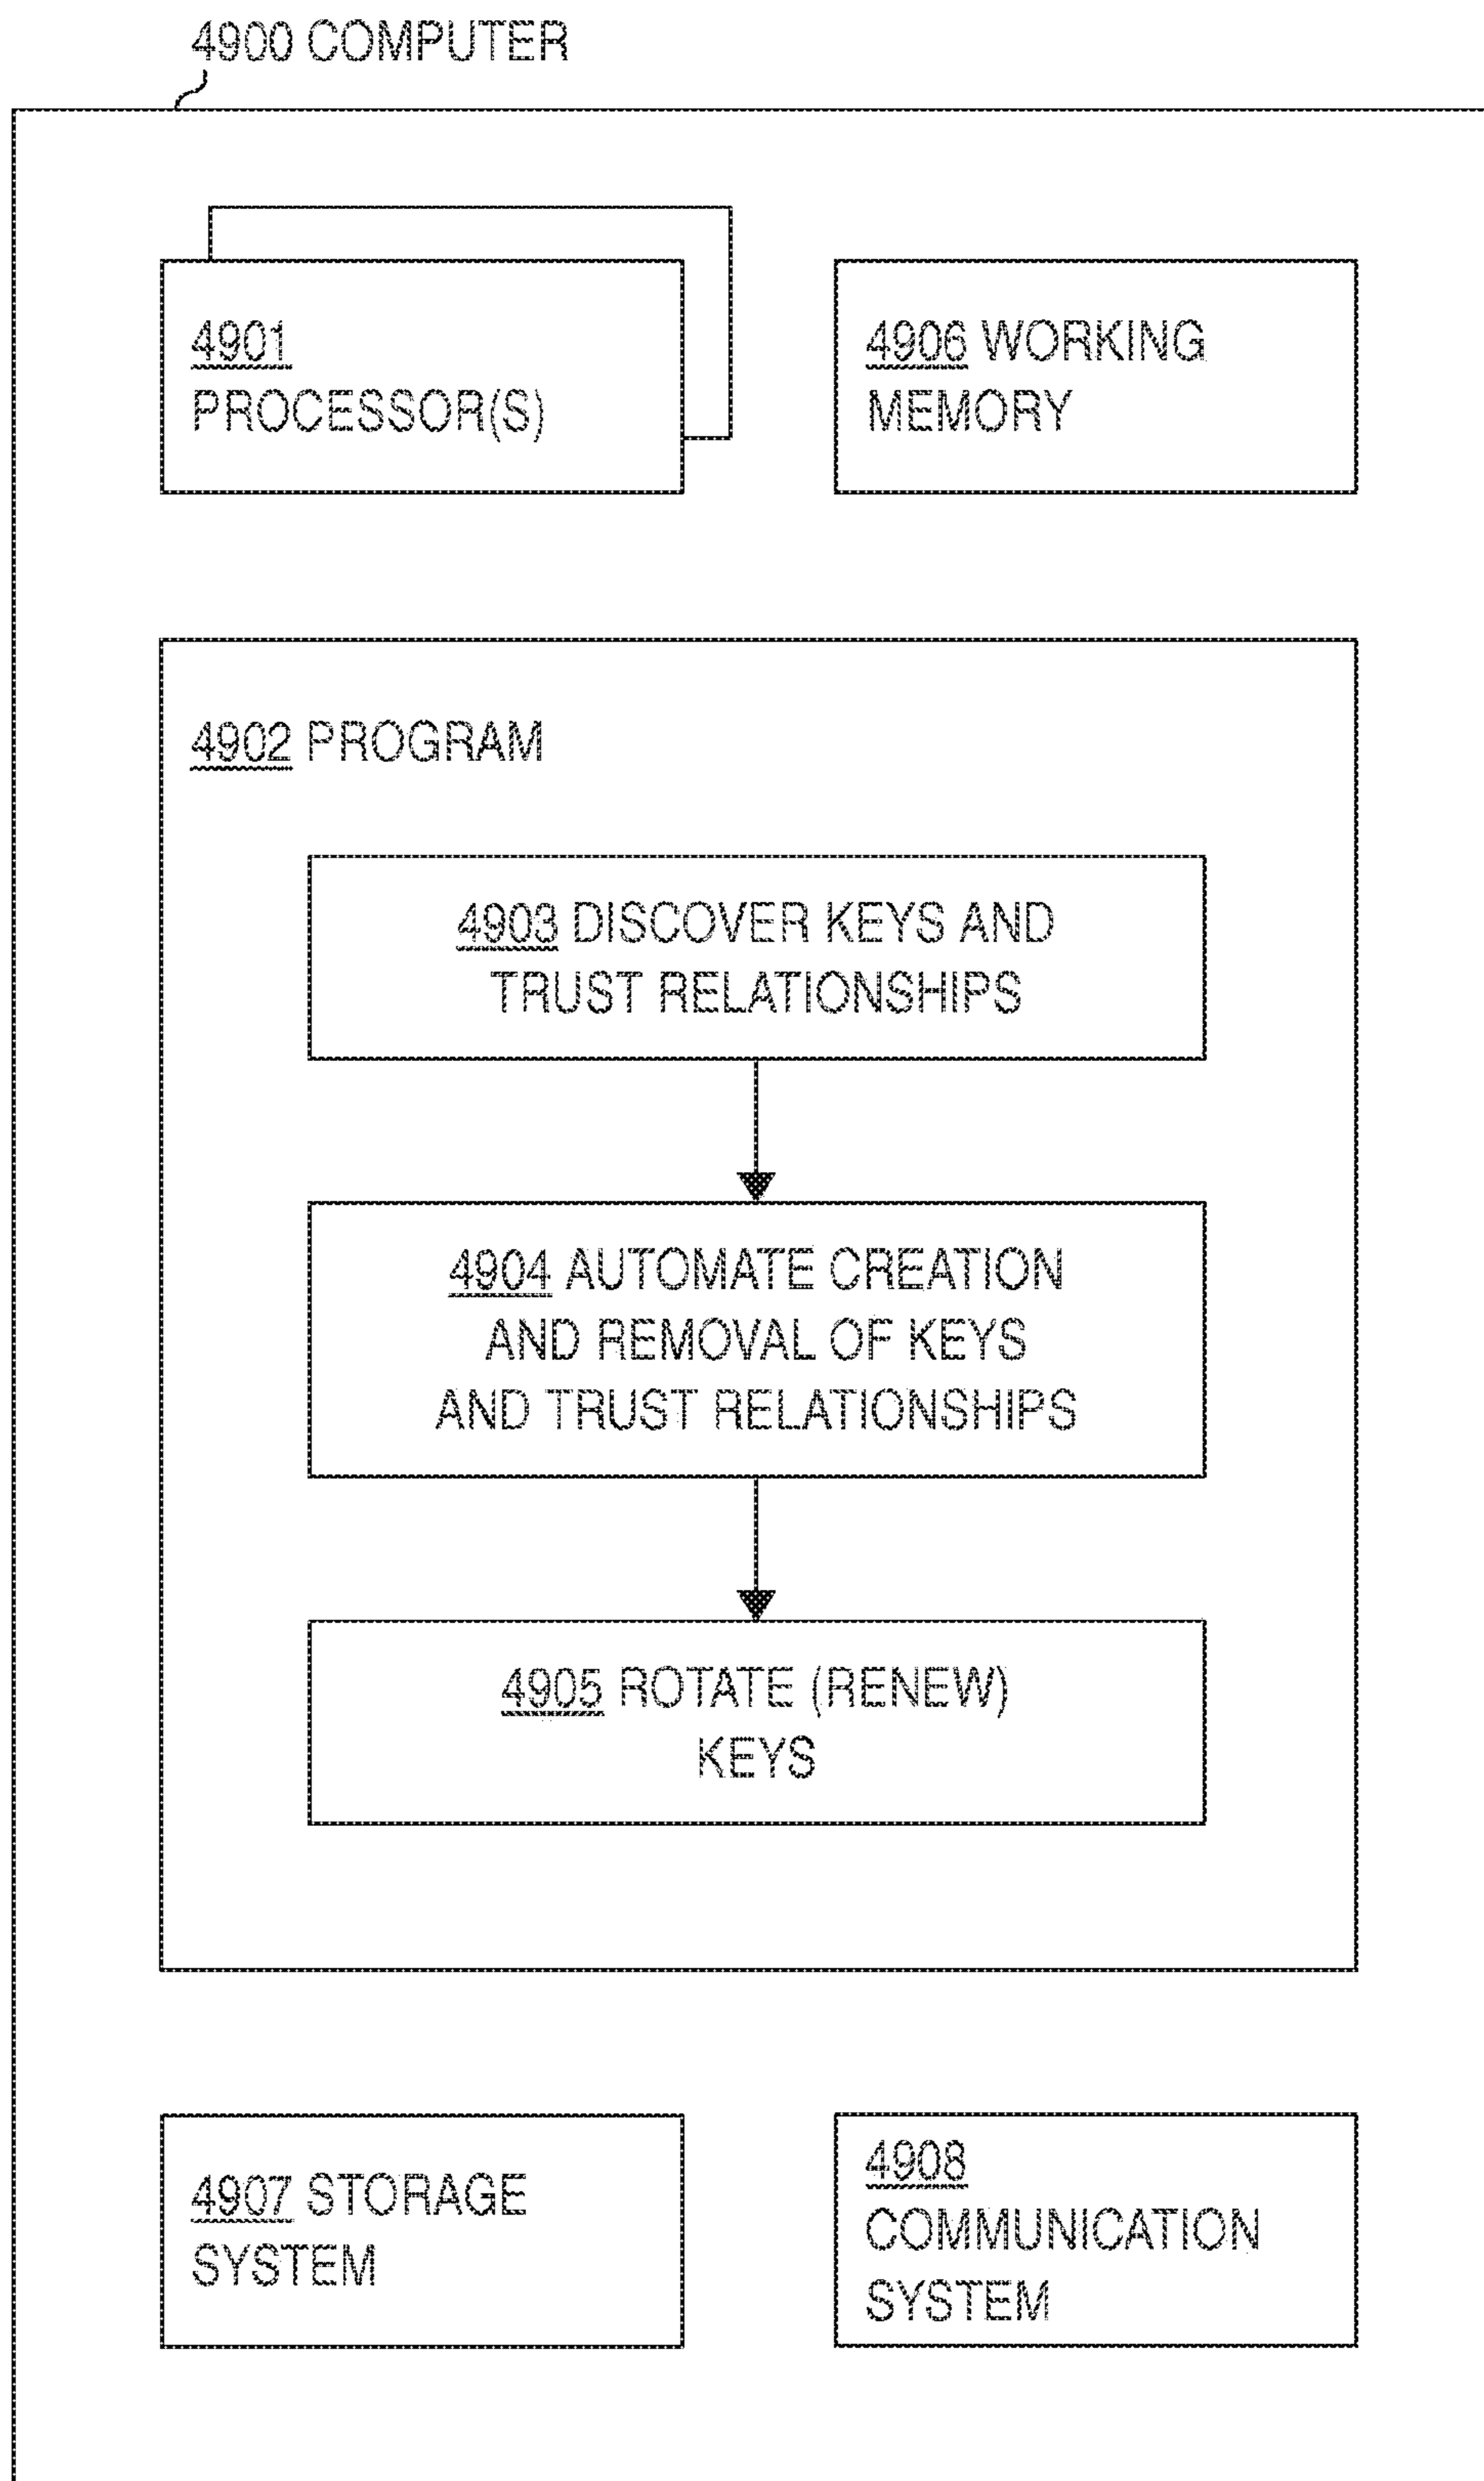 4900 COMPUTER
4901
PROCESSOR(S)
4906 WORKING
MEMORY
4902 PROGRAM
4903 DISCOVER KEYS AND
TRUST RELATIONSHIPS
4904 AUTOMATE CREATION
AND REMOVAL OF KEYS
AND TRUST RELATIONSHIPS
4905 ROTATE (RENEW)
KEYS
4907 STORAGE
SYSTEM
4908
COMMUNICATION
SYSTEM